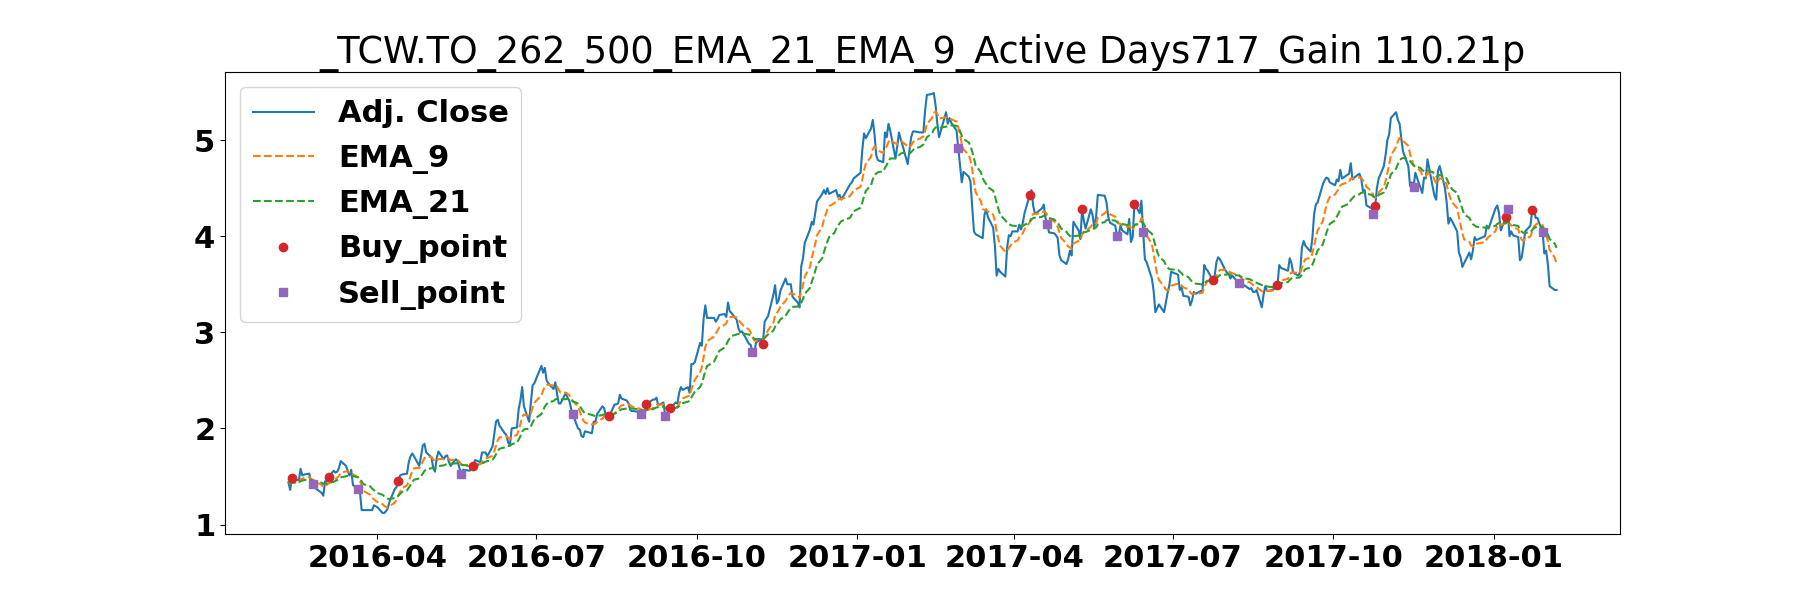 _TCW.TO_262_500_EMA_21_EMA_9_Active Days717_Gain 110.21p
Adj. Close
EMA_9
EMA_21
Buy_point
Sell_point
5
4
3
2
1
2016-04 2016-07 2016-10 2017-01 2017-04 2017-07 2017-10 2018-01